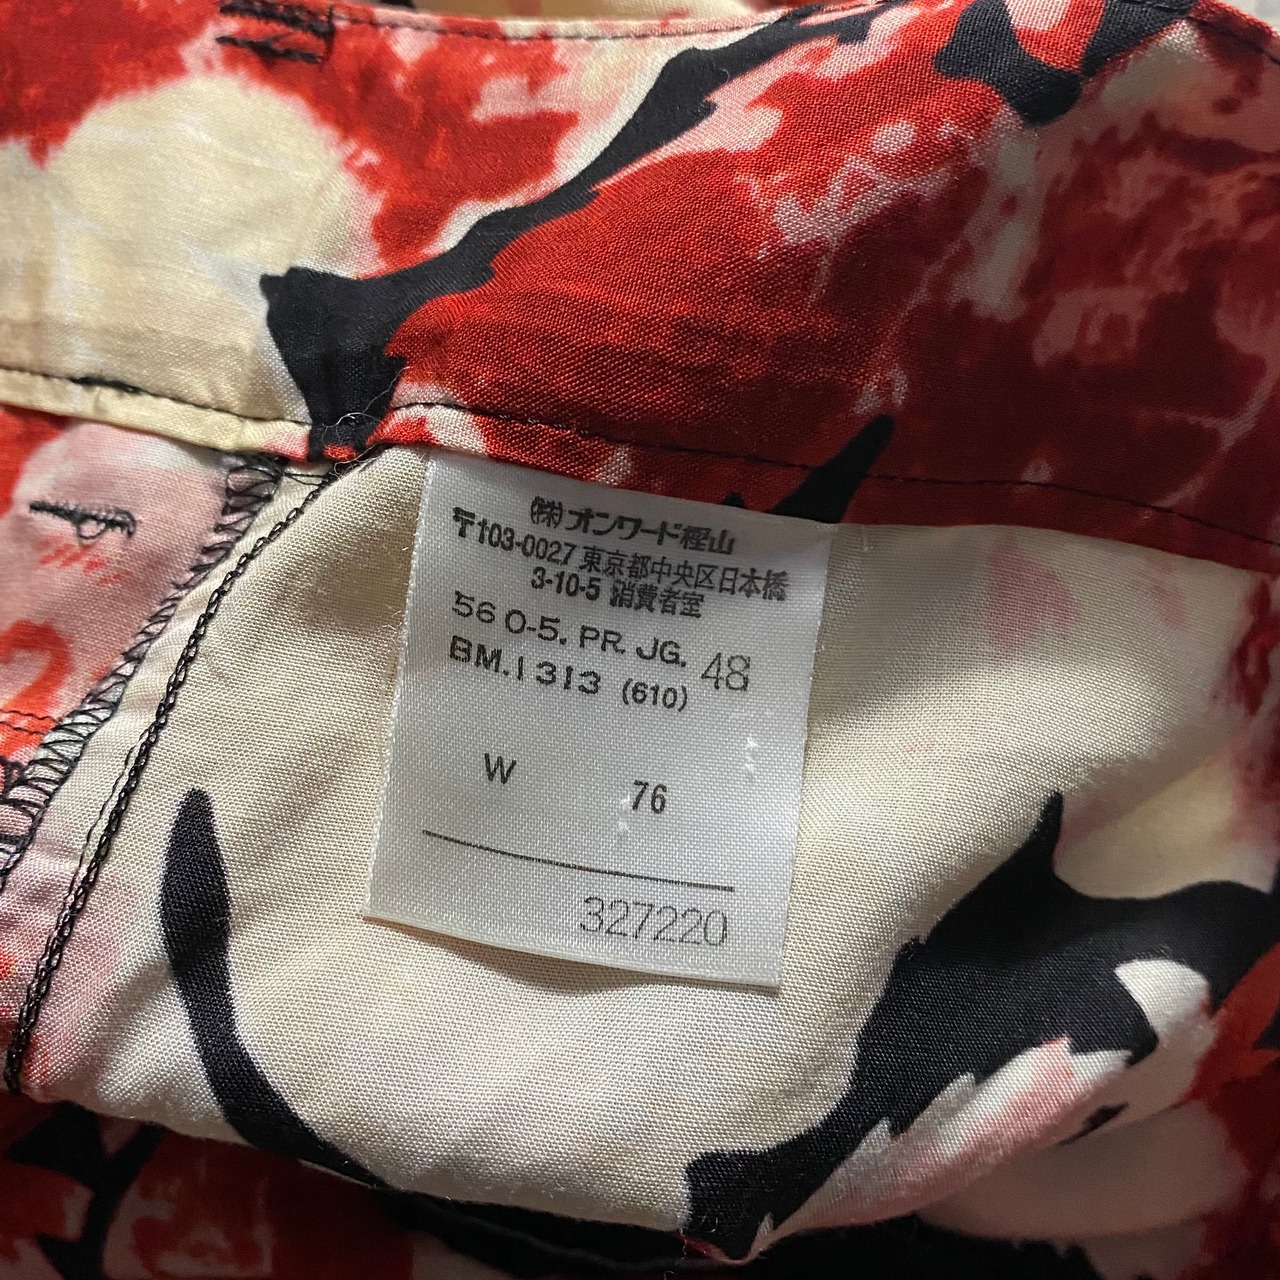 ㈱オンワード樫山
〒103-0027 東京都中央区日本橋
3-10-5 消費者室
56 0-5. PR. JG. 48
BM.1313 (610)
W 76
327220